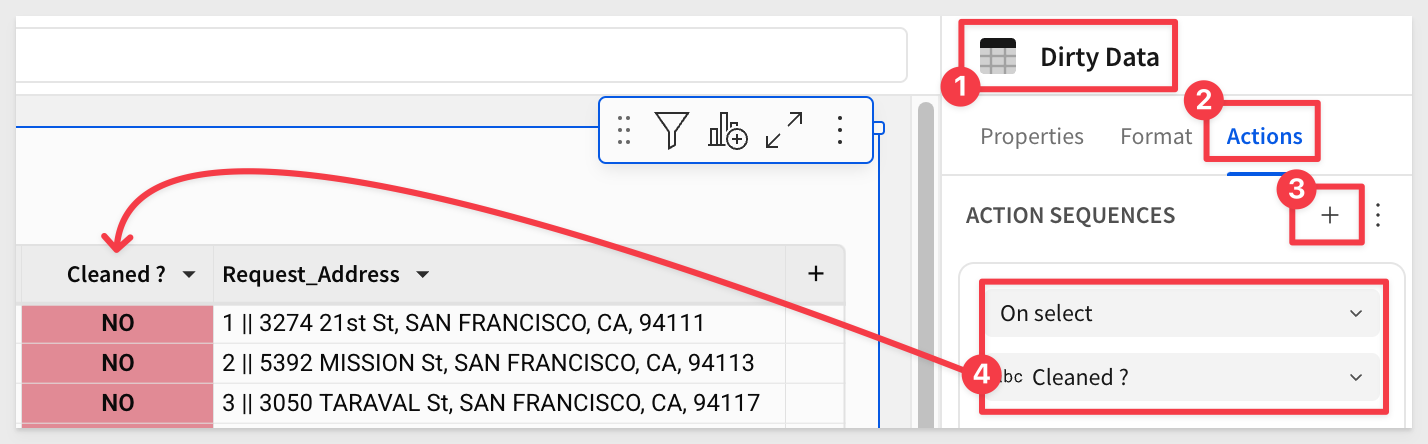 1 Dirty Data
2
Properties Format Actions
3
ACTION SEQUENCES +
Cleaned ? Request_Address +
NO 1 || 3274 21st St, SAN FRANCISCO, CA, 94111
NO 2 || 5392 MISSION St, SAN FRANCISCO, CA, 94113
NO 3 || 3050 TARAVAL St, SAN FRANCISCO, CA, 94117
On select
4 bc Cleaned ?